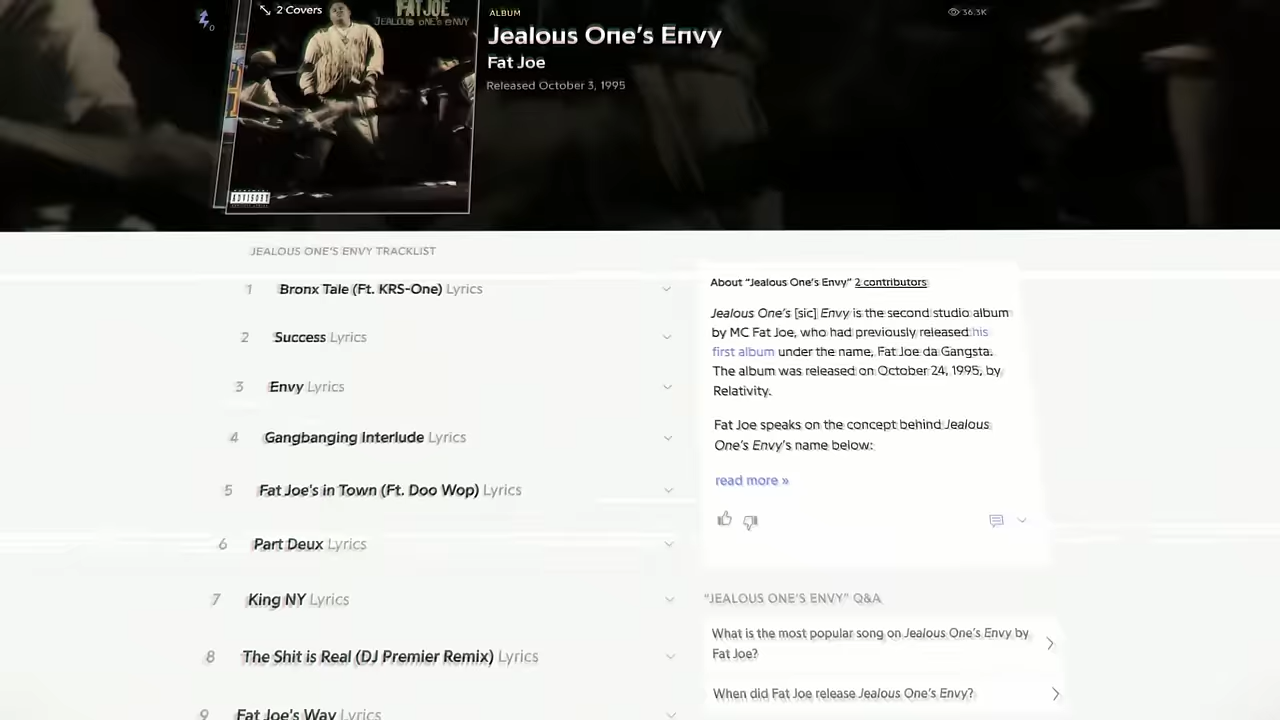 2 Covers
FAT JOE
JEALOUS ONE'S ENVY
ADVISORY
0
ALBUM
Jealous One's Envy
Fat Joe
Released October 3, 1995
36.3K
JEALOUS ONE'S ENVY TRACKLIST
1 Bronx Tale (Ft. KRS-One) Lyrics
2 Success Lyrics
3 Envy Lyrics
4 Gangbanging Interlude Lyrics
5 Fat Joe's in Town (Ft. Doo Wop) Lyrics
6 Part Deux Lyrics
7 King NY Lyrics
8 The Shit is Real (DJ Premier Remix) Lyrics
9 Fat Joe's Way Lyrics
About "Jealous One's Envy" 2 contributors
Jealous One's [sic] Envy is the second studio album
by MC Fat Joe, who had previously released his
first album under the name, Fat Joe da Gangsta.
The album was released on October 24, 1995, by
Relativity.
Fat Joe speaks on the concept behind Jealous
One's Envy's name below:
read more »
"JEALOUS ONE'S ENVY" Q&A
What is the most popular song on Jealous One's Envy by
Fat Joe?
When did Fat Joe release Jealous One's Envy?